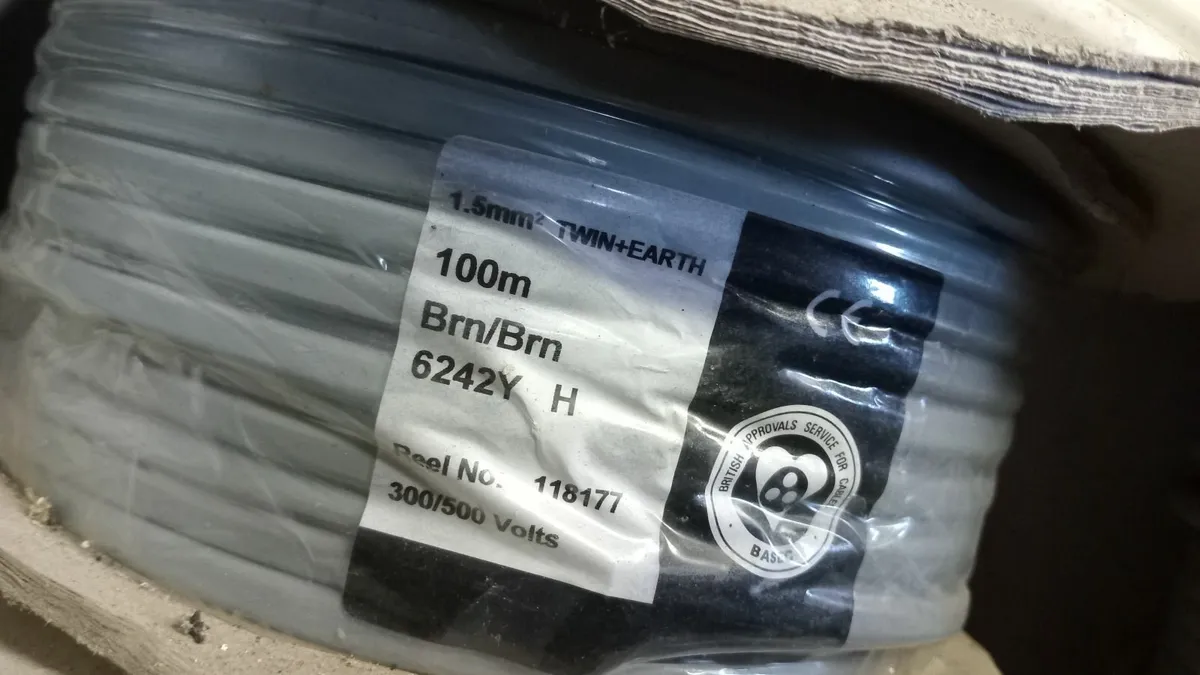 1.5mm² TWIN+EARTH
100m
Brn/Brn
6242Y H
Reel No. 118177
300/500 Volts
CE
BRITISH APPROVALS SERVICE FOR CABLES
BASEC